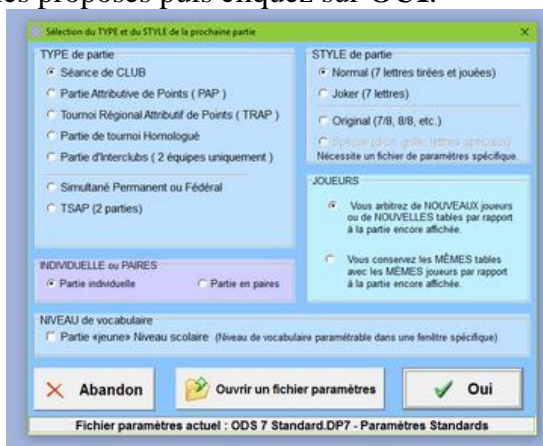 les proposés puis cliquez sur OUI.
Sélection du TYPE et du STYLE de la prochaine partie
TYPE de partie
Séance de CLUB
Partie Attributive de Points ( PAP )
Tournoi Régional Attributif de Points ( TRAP )
Partie de tournoi Homologué
Partie d'Interclubs ( 2 équipes uniquement )
Simultané Permanent ou Fédéral
TSAP (2 parties)
STYLE de partie
Normal (7 lettres tirées et jouées)
Joker (7 lettres)
Original (7/8, 8/8, etc.)
Spécial (dico, grille, lettres spéciales)
Nécessite un fichier de paramètres spécifique.
JOUEURS
Vous arbitrez de NOUVEAUX joueurs
ou de NOUVELLES tables par rapport
à la partie encore affichée.
Vous conservez les MÊMES tables
avec les MÊMES joueurs par rapport
à la partie encore affichée.
INDIVIDUELLE ou PAIRES
Partie individuelle
Partie en paires
NIVEAU de vocabulaire
Partie «jeune» Niveau scolaire (Niveau de vocabulaire paramétrable dans une fenêtre spécifique)
Abandon
Ouvrir un fichier paramètres
Oui
Fichier paramètres actuel : ODS 7 Standard.DP7 - Paramètres Standards